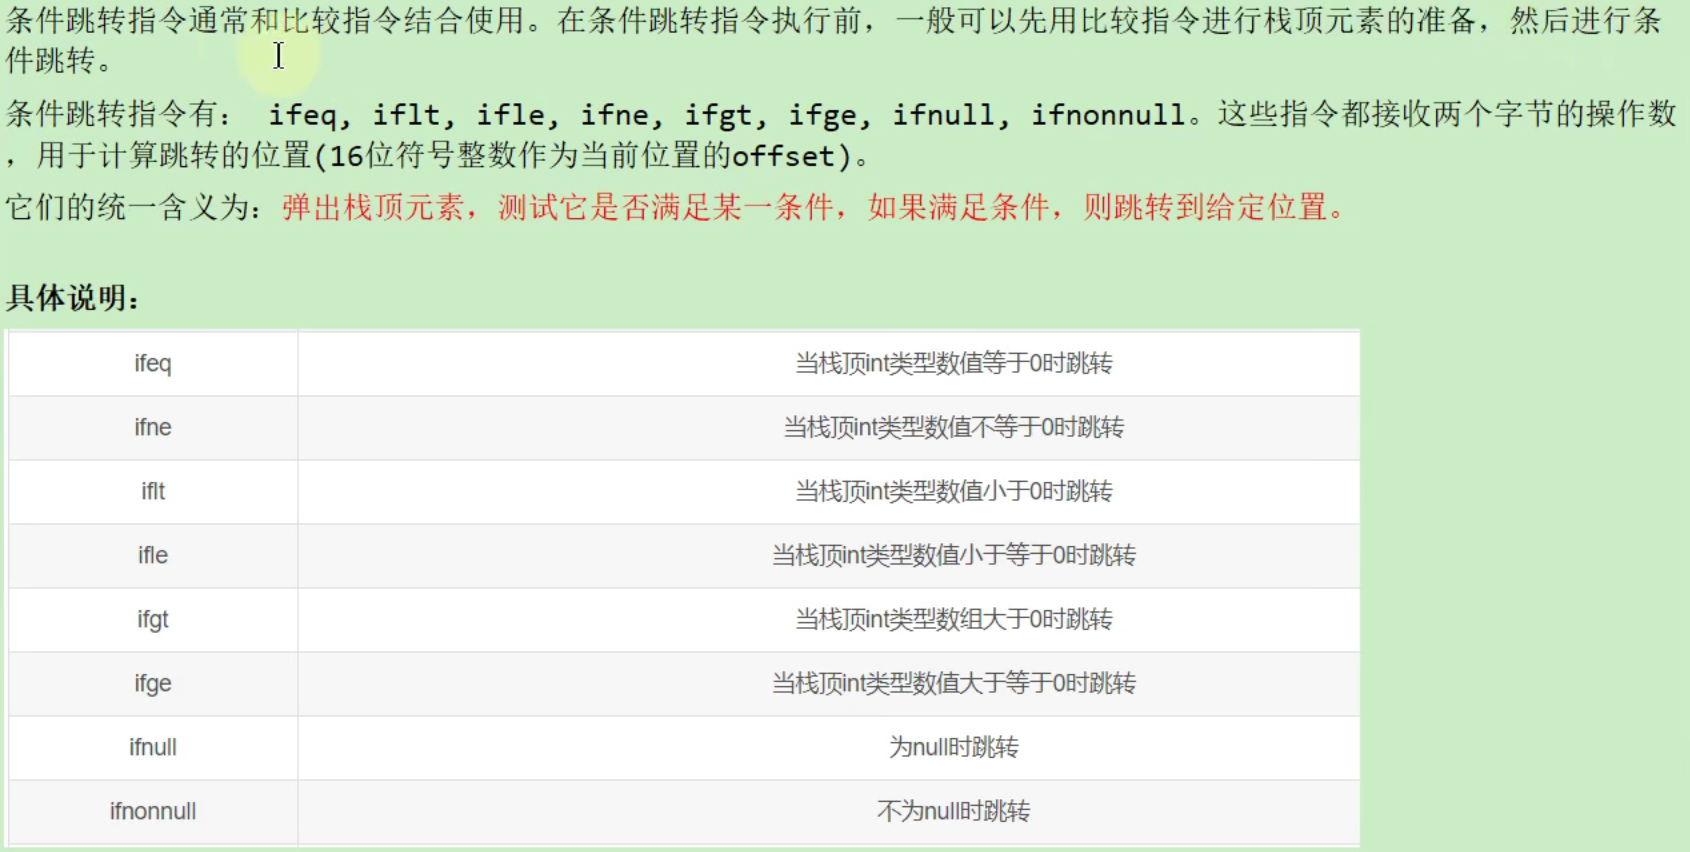 条件跳转指令通常和比较指令结合使用。在条件跳转指令执行前，一般可以先用比较指令进行栈顶元素的准备，然后进行条
件跳转。
条件跳转指令有： ifeq, iflt, ifle, ifne, ifgt, ifge, ifnull, ifnonnull。这些指令都接收两个字节的操作数
，用于计算跳转的位置(16位符号整数作为当前位置的offset)。
它们的统一含义为：弹出栈顶元素，测试它是否满足某一条件，如果满足条件，则跳转到给定位置。
具体说明：
ifeq 当栈顶int类型数值等于0时跳转
ifne 当栈顶int类型数值不等于0时跳转
iflt 当栈顶int类型数值小于0时跳转
ifle 当栈顶int类型数值小于等于0时跳转
ifgt 当栈顶int类型数组大于0时跳转
ifge 当栈顶int类型数值大于等于0时跳转
ifnull 为null时跳转
ifnonnull 不为null时跳转